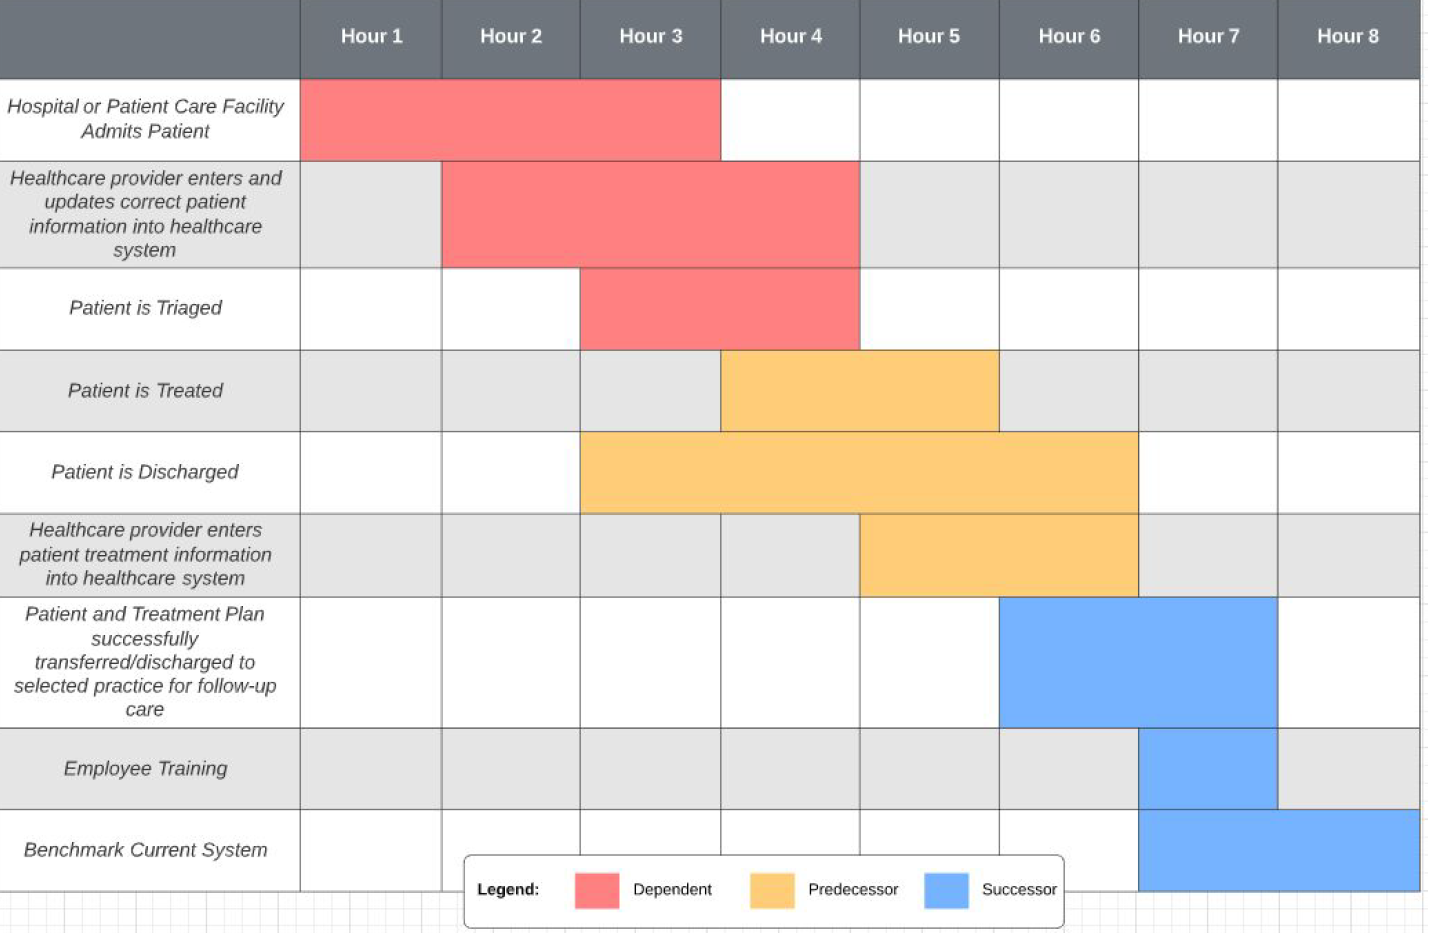 Hour 1
Hour 2
Hour 3
Hour 4
Hour 5
Hour 6
Hour 7
Hour 8
Hospital or Patient Care Facility
Admits Patient
Healthcare provider enters and
updates correct patient
information into healthcare
system
Patient is Triaged
Patient is Treated
Patient is Discharged
Healthcare provider enters
patient treatment information
into healthcare system
Patient and Treatment Plan
successfully
transferred/discharged to
selected practice for follow-up
care
Employee Training
Benchmark Current System
Legend:
Dependent
Predecessor
Successor